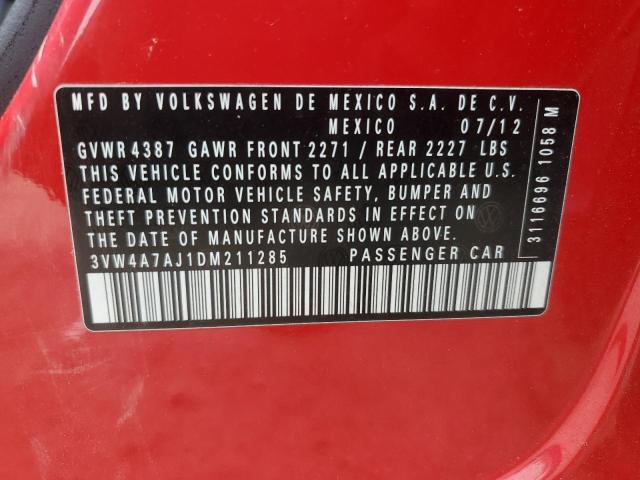 MFD BY VOLKSWAGEN DE MEXICO S.A. DE C.V.
MEXICO 07/12
GVWR 4387 GAWR FRONT 2271 / REAR 2227 LBS
THIS VEHICLE CONFORMS TO ALL APPLICABLE U.S.
FEDERAL MOTOR VEHICLE SAFETY, BUMPER AND
THEFT PREVENTION STANDARDS IN EFFECT ON
THE DATE OF MANUFACTURE SHOWN ABOVE.
3VW4A7AJ1DM211285 PASSENGER CAR
3116696 1058 M